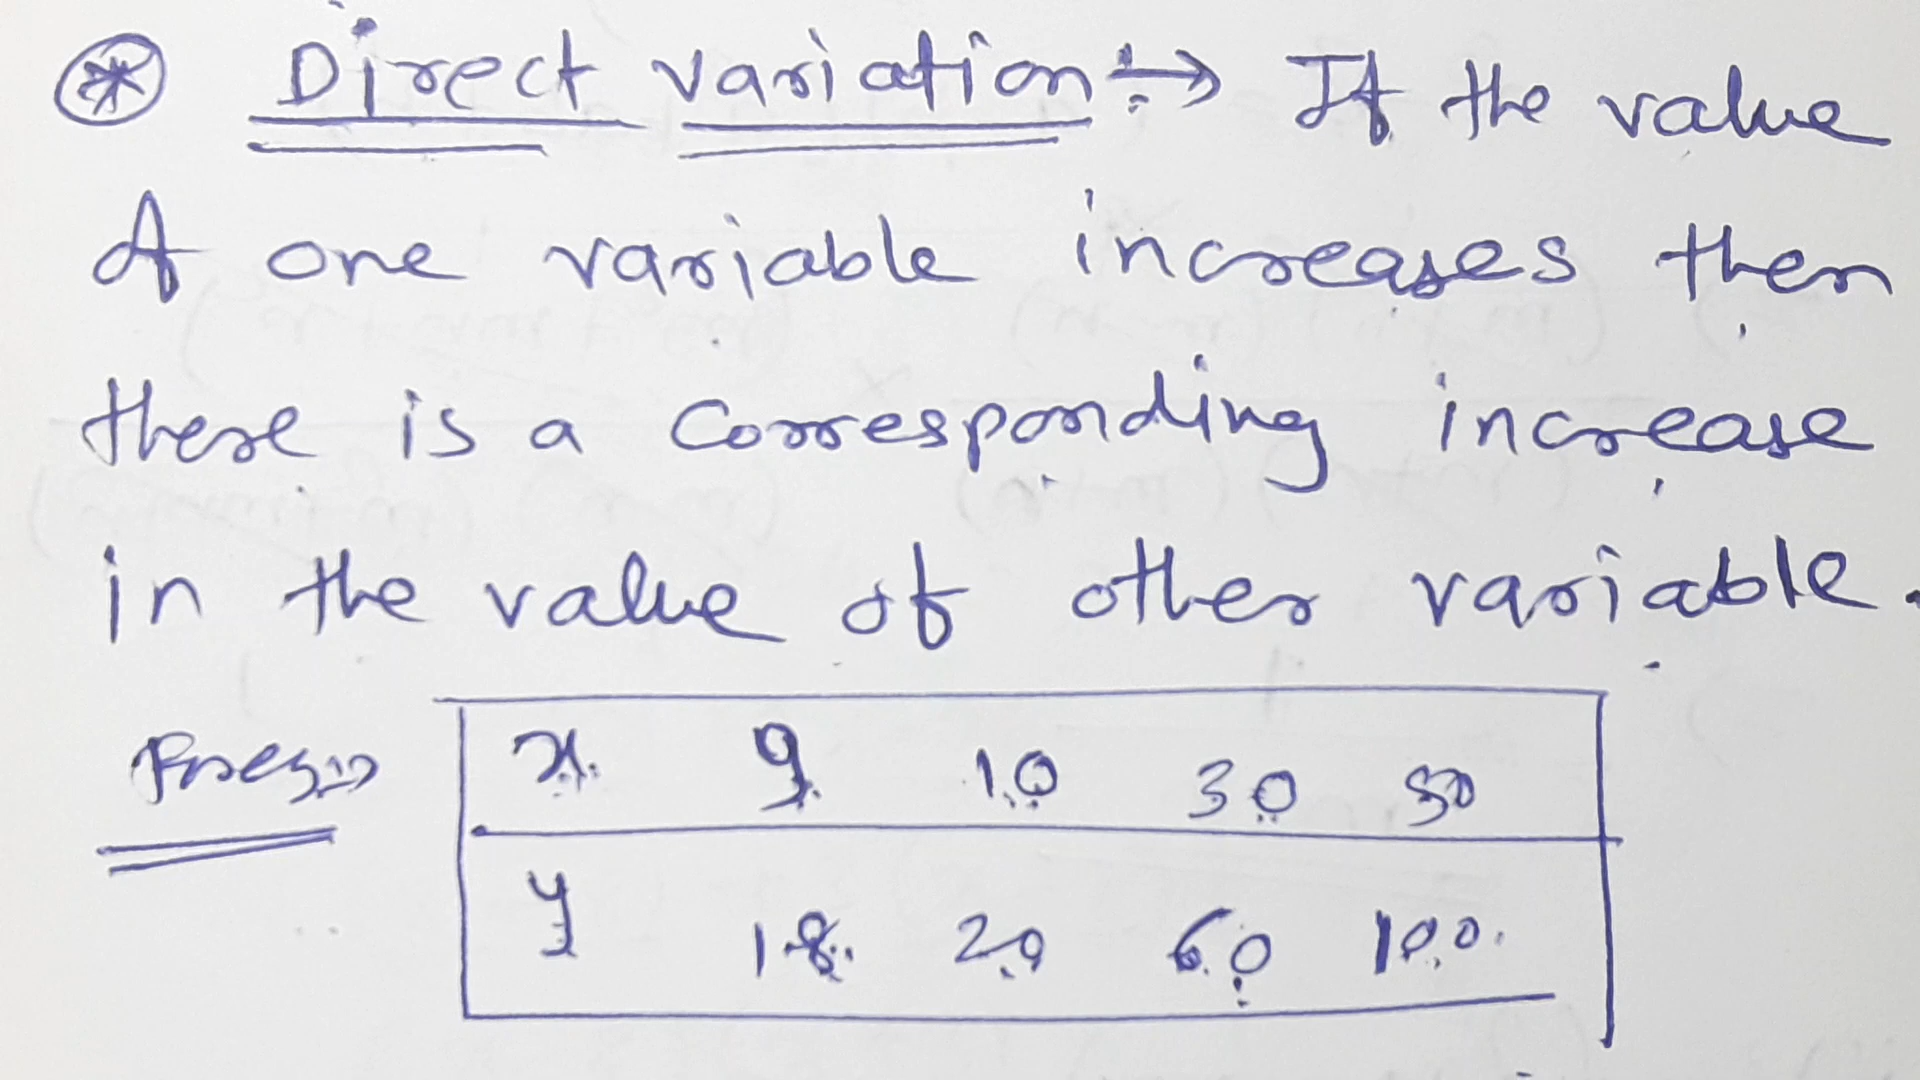 ⊛ Direct variation :→ If the value
of one variable increases then
there is a corresponding increase
in the value of other variable.
x 9 10 30 50
y 18 20 60 100